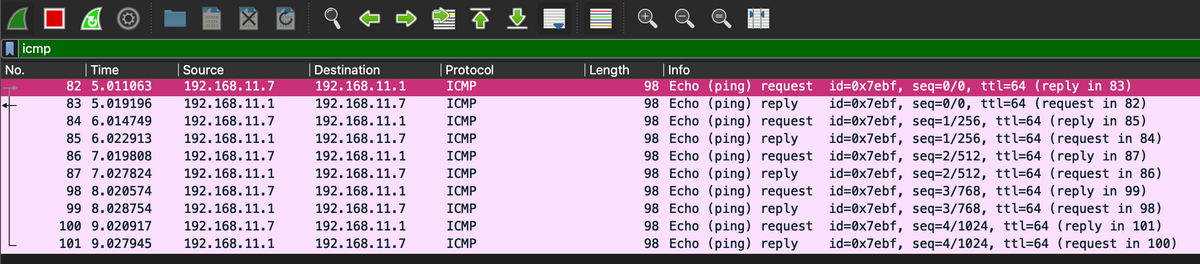 icmp
No. Time Source Destination Protocol Length Info
82 5.011063 192.168.11.7 192.168.11.1 ICMP 98 Echo (ping) request id=0x7ebf, seq=0/0, ttl=64 (reply in 83)
83 5.019196 192.168.11.1 192.168.11.7 ICMP 98 Echo (ping) reply id=0x7ebf, seq=0/0, ttl=64 (request in 82)
84 6.014749 192.168.11.7 192.168.11.1 ICMP 98 Echo (ping) request id=0x7ebf, seq=1/256, ttl=64 (reply in 85)
85 6.022913 192.168.11.1 192.168.11.7 ICMP 98 Echo (ping) reply id=0x7ebf, seq=1/256, ttl=64 (request in 84)
86 7.019808 192.168.11.7 192.168.11.1 ICMP 98 Echo (ping) request id=0x7ebf, seq=2/512, ttl=64 (reply in 87)
87 7.027824 192.168.11.1 192.168.11.7 ICMP 98 Echo (ping) reply id=0x7ebf, seq=2/512, ttl=64 (request in 86)
98 8.020574 192.168.11.7 192.168.11.1 ICMP 98 Echo (ping) request id=0x7ebf, seq=3/768, ttl=64 (reply in 99)
99 8.028754 192.168.11.1 192.168.11.7 ICMP 98 Echo (ping) reply id=0x7ebf, seq=3/768, ttl=64 (request in 98)
100 9.020917 192.168.11.7 192.168.11.1 ICMP 98 Echo (ping) request id=0x7ebf, seq=4/1024, ttl=64 (reply in 101)
101 9.027945 192.168.11.1 192.168.11.7 ICMP 98 Echo (ping) reply id=0x7ebf, seq=4/1024, ttl=64 (request in 100)